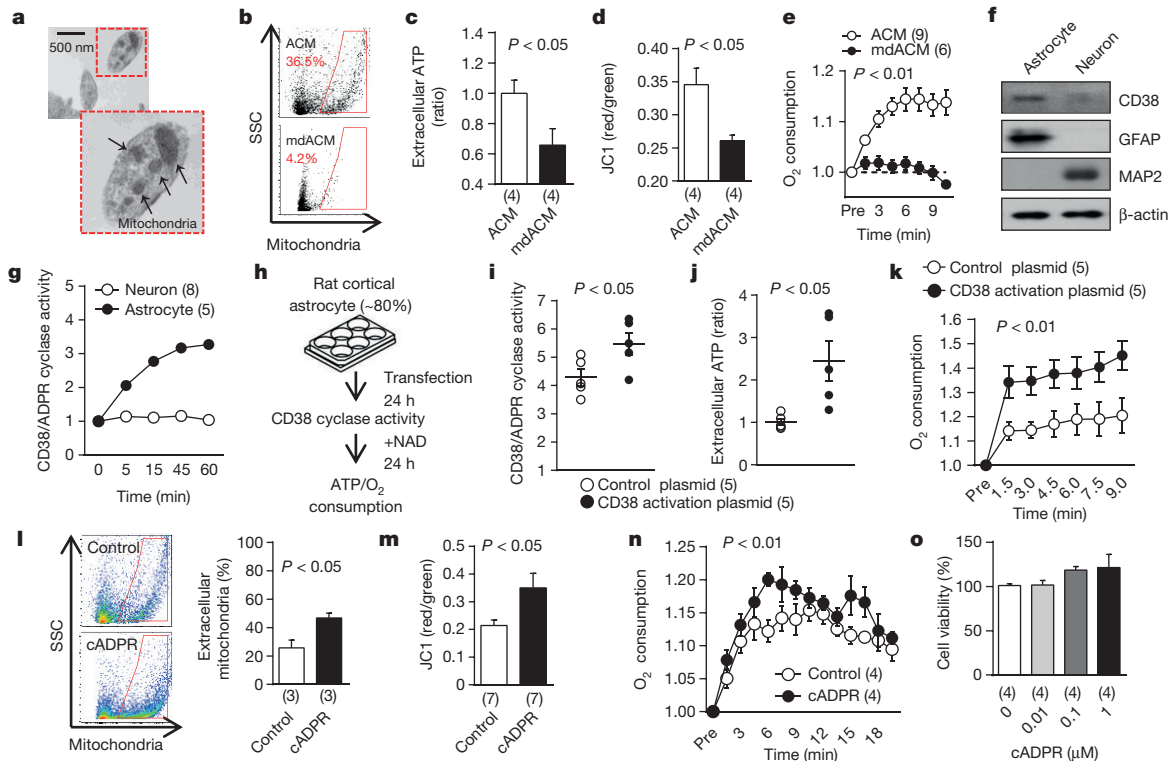 a
500 nm
Mitochondria
b
ACM
36.5%
mdACM
4.2%
SSC
Mitochondria
c
P < 0.05
Extracellular ATP
(ratio)
1.4
1.2
1.0
0.8
0.6
0.4
(4) (4)
ACM
mdACM
d
P < 0.05
JC1 (red/green)
0.40
0.35
0.30
0.25
0.20
(4) (4)
ACM
mdACM
e
ACM (9)
mdACM (6)
P < 0.01
O2 consumption
1.2
1.1
1.0
Pre 3 6 9
Time (min)
f
Astrocyte
Neuron
CD38
GFAP
MAP2
β-actin
g
Neuron (8)
Astrocyte (5)
CD38/ADPR cyclase activity
5
4
3
2
1
0
0 5 15 45 60
Time (min)
h
Rat cortical
astrocyte (~80%)
Transfection
24 h
CD38 cyclase activity
+NAD
24 h
ATP/O2
consumption
i
P < 0.05
CD38/ADPR cyclase activity
7
6
5
4
3
2
1
j
P < 0.05
Extracellular ATP (ratio)
4
3
2
1
0
Control plasmid (5)
CD38 activation plasmid (5)
k
Control plasmid (5)
CD38 activation plasmid (5)
P < 0.01
O2 consumption
1.6
1.5
1.4
1.3
1.2
1.1
1.0
Pre 1.5 3.0 4.5 6.0 7.5 9.0
Time (min)
l
Control
cADPR
SSC
Mitochondria
P < 0.05
Extracellular
mitochondria (%)
100
80
60
40
20
0
(3) (3)
Control
cADPR
m
P < 0.05
JC1 (red/green)
0.5
0.4
0.3
0.2
0.1
0
(7) (7)
Control
cADPR
n
P < 0.01
O2 consumption
1.25
1.20
1.15
1.10
1.05
1.00
Control (4)
cADPR (4)
Pre 3 6 9 12 15 18
Time (min)
o
Cell viability (%)
200
150
100
50
0
(4) (4) (4) (4)
0 0.01 0.1 1
cADPR (μM)